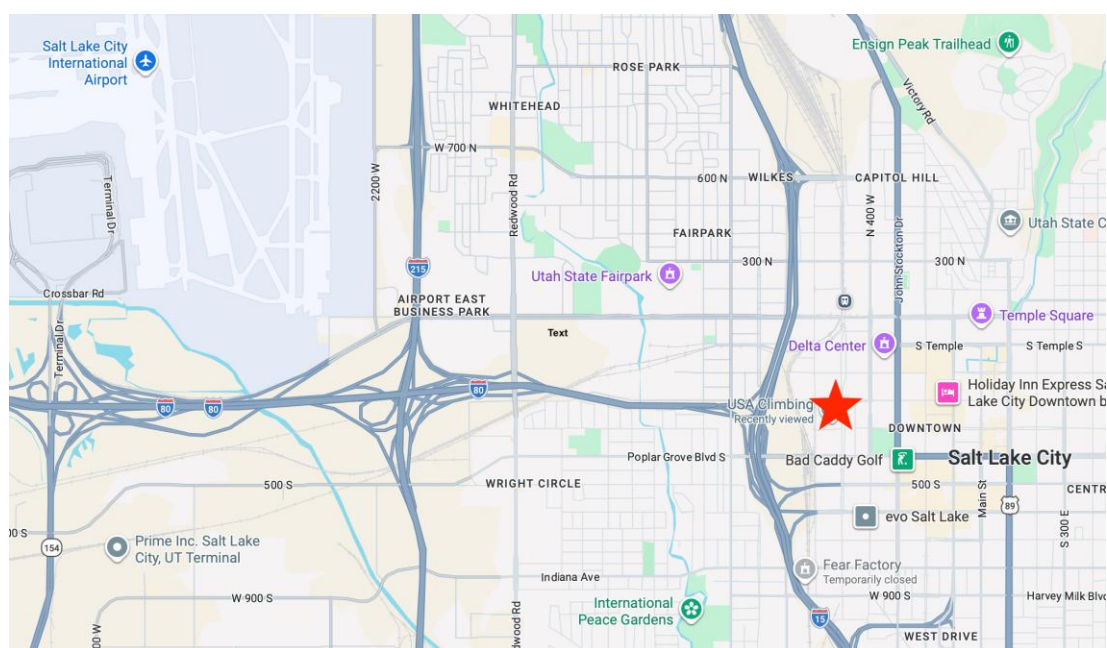 Salt Lake City
International
Airport
Ensign Peak Trailhead
ROSE PARK
Victory Rd
WHITEHEAD
W 700 N
2200 W
Redwood Rd
600 N
WILKES
CAPITOL HILL
Terminal Dr
N 400 W
John Stockton Dr
Utah State C
FAIRPARK
300 N
300 N
215
Utah State Fairpark
Crossbar Rd
AIRPORT EAST
BUSINESS PARK
Temple Square
Text
Terminal Dr
Delta Center
S Temple
S Temple S
80
80
80
USA Climbing
Recently viewed
Holiday Inn Express Sa
Lake City Downtown b
DOWNTOWN
Poplar Grove Blvd S
Bad Caddy Golf
Salt Lake City
500 S
WRIGHT CIRCLE
500 S
Main St
CENTR
89
00 S
154
evo Salt Lake
S 300 E
Prime Inc. Salt Lake
City, UT Terminal
Indiana Ave
Fear Factory
Temporarily closed
W 900 S
W 900 S
Harvey Milk Blvd
International
Peace Gardens
dwood Rd
15
00 W
WEST DRIVE